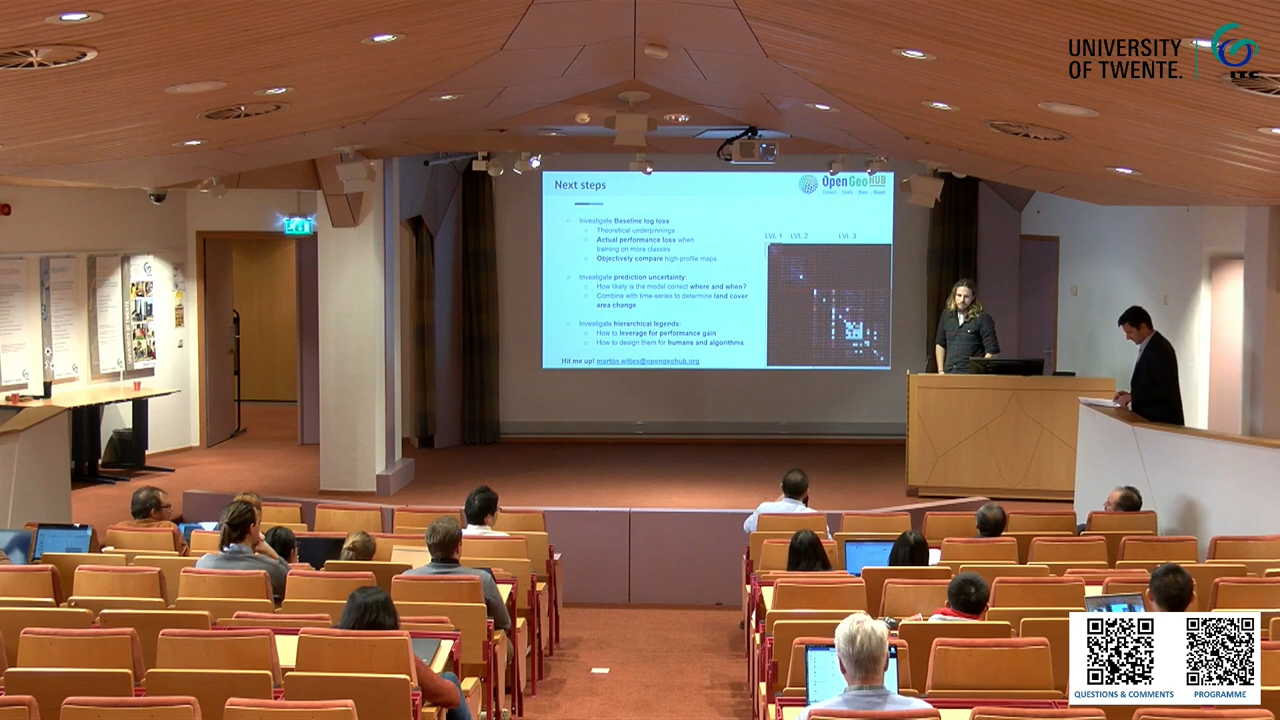 UNIVERSITY
OF TWENTE.
ITC
Next steps
OpenGeoHUB
Investigate Baseline log loss
Theoretical underpinnings
Actual performance loss when
training on more classes
Objectively compare high-profile maps
Investigate prediction uncertainty:
How likely is the model correct where and when?
Combine with time-series to determine land cover
area change
Investigate hierarchical legends:
How to leverage for performance gain
How to design them for humans and algorithms
Hit me up! martijn.witjes@opengeohub.org
LVL 1 LVL 2 LVL 3
QUESTIONS & COMMENTS
PROGRAMME